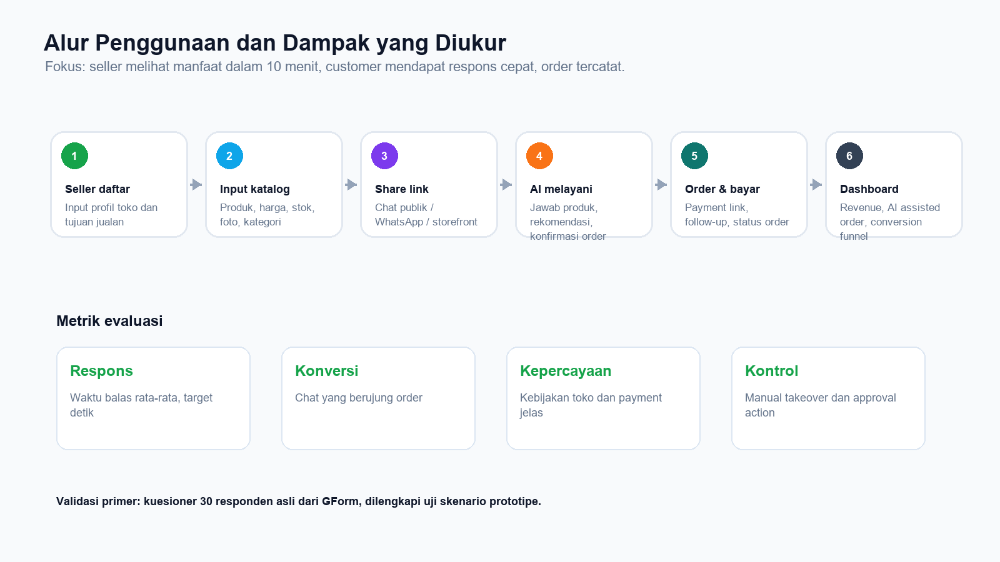 Alur Penggunaan dan Dampak yang Diukur
Fokus: seller melihat manfaat dalam 10 menit, customer mendapat respons cepat, order tercatat.
1
Seller daftar
Input profil toko dan
tujuan jualan
2
Input katalog
Produk, harga, stok,
foto, kategori
3
Share link
Chat publik /
WhatsApp / storefront
4
AI melayani
Jawab produk,
rekomendasi,
konfirmasi order
5
Order & bayar
Payment link,
follow-up, status order
6
Dashboard
Revenue, AI assisted
order, conversion
funnel
Metrik evaluasi
Respons
Waktu balas rata-rata, target
detik
Konversi
Chat yang berujung order
Kepercayaan
Kebijakan toko dan payment
jelas
Kontrol
Manual takeover dan approval
action
Validasi primer: kuesioner 30 responden asli dari GForm, dilengkapi uji skenario prototipe.